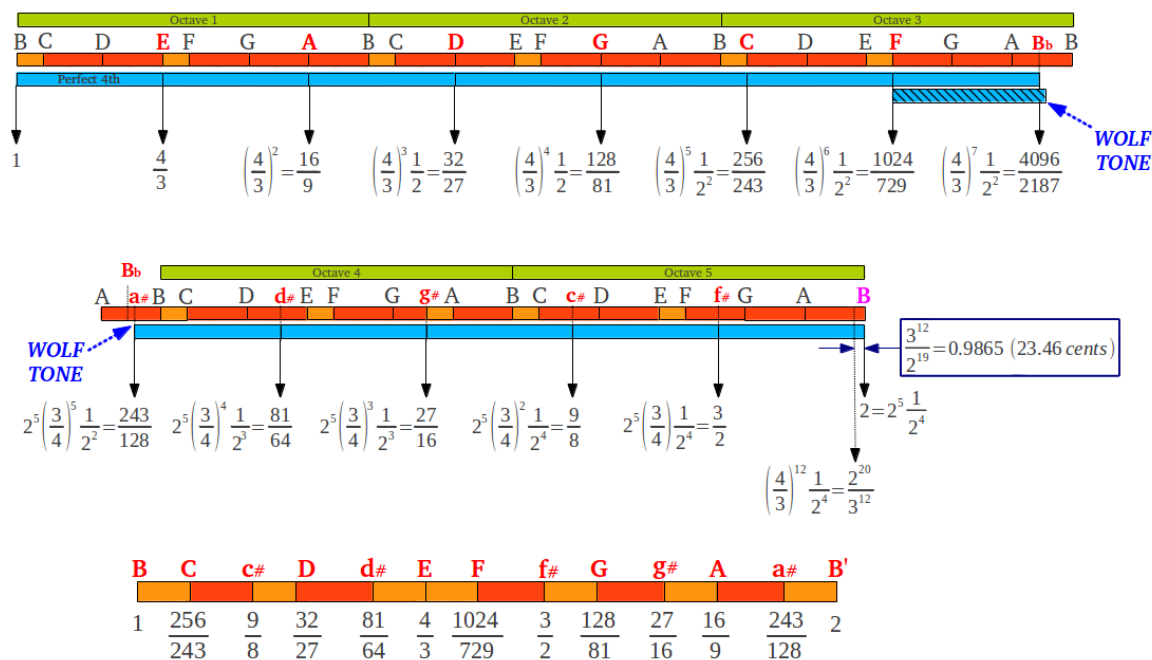 Octave 1 Octave 2 Octave 3
B C D E F G A B C D E F G A B C D E F G A Bb B
Perfect 4th
WOLF
TONE
1
4/3
(4/3)^2=16/9
(4/3)^3 1/2=32/27
(4/3)^4 1/2=128/81
(4/3)^5 1/2^2=256/243
(4/3)^6 1/2^2=1024/729
(4/3)^7 1/2^2=4096/2187
Bb Octave 4 Octave 5
A a# B C D d# E F G g# A B C c# D E F f# G A B
WOLF
TONE
3^12/2^19=0.9865 (23.46 cents)
2^5(3/4)^5 1/2^2=243/128
2^5(3/4)^4 1/2^3=81/64
2^5(3/4)^3 1/2^3=27/16
2^5(3/4)^2 1/2^4=9/8
2^5(3/4)1/2^4=3/2
2=2^5 1/2^4
(4/3)^12 1/2^4=2^20/3^12
B C c# D d# E F f# G g# A a# B'
1 256/243 9/8 32/27 81/64 4/3 1024/729 3/2 128/81 27/16 16/9 243/128 2